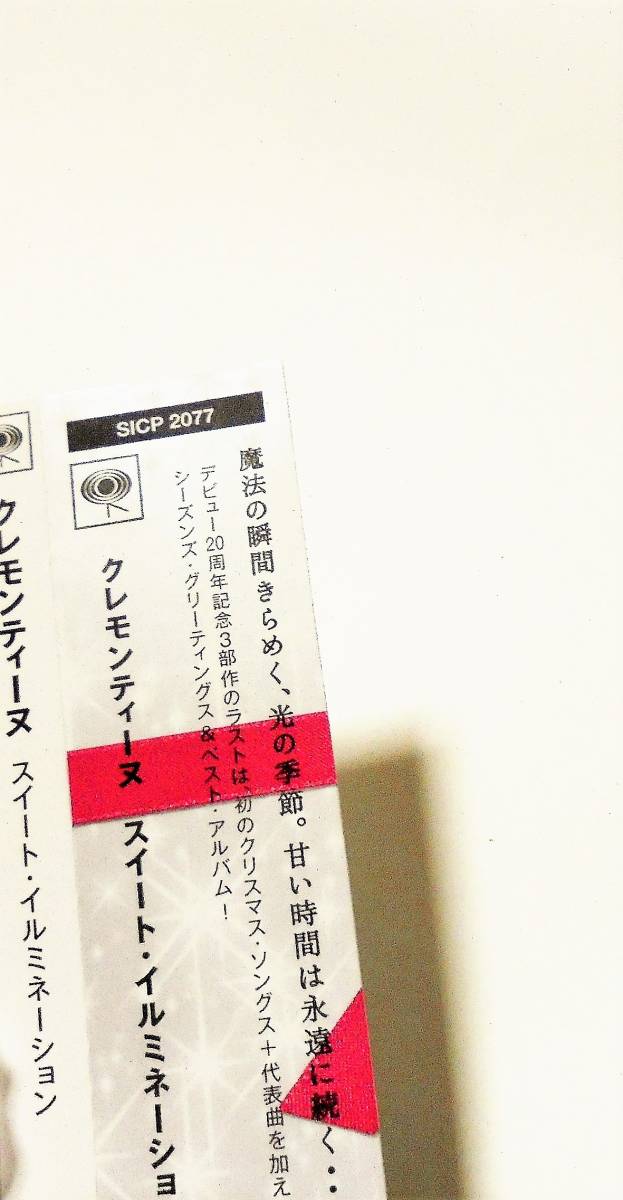 SICP 2077
魔法の瞬間きらめく、光の季節。甘い時間は永遠に続く・・
デビュー20周年記念3部作のラストは、初のクリスマス・ソングス+代表曲を加え
シーズンズ・グリーティングス&ベスト・アルバム!
クレモンティーヌ スイート・イルミネーショ
クレモンティーヌ スイート・イルミネーション